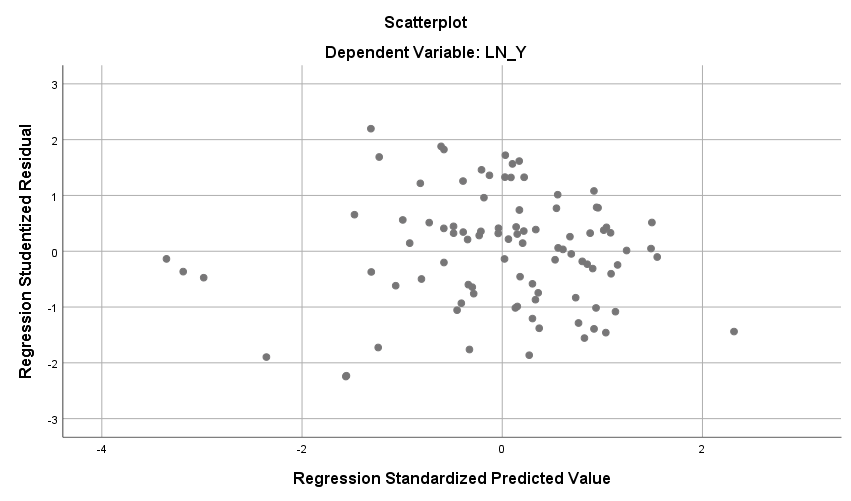 Scatterplot
Dependent Variable: LN_Y
Regression Studentized Residual
3
2
1
0
-1
-2
-3
-4
-2
0
2
Regression Standardized Predicted Value